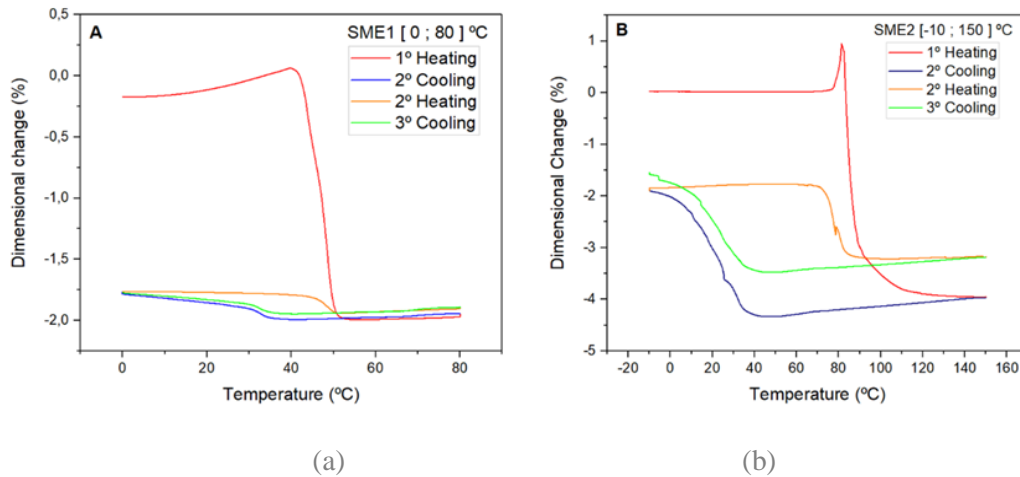 A
SME1 [ 0 ; 80 ] ºC
1º Heating
2º Cooling
2º Heating
3º Cooling
0,5
0,0
-0,5
-1,0
-1,5
-2,0
Dimensional change (%)
0
20
40
60
80
Temperature (ºC)
(a)
B
SME2 [-10 ; 150 ] ºC
1º Heating
2º Cooling
2º Heating
3º Cooling
1
0
-1
-2
-3
-4
-5
Dimensional Change (%)
-20
0
20
40
60
80
100
120
140
160
Temperature (ºC)
(b)